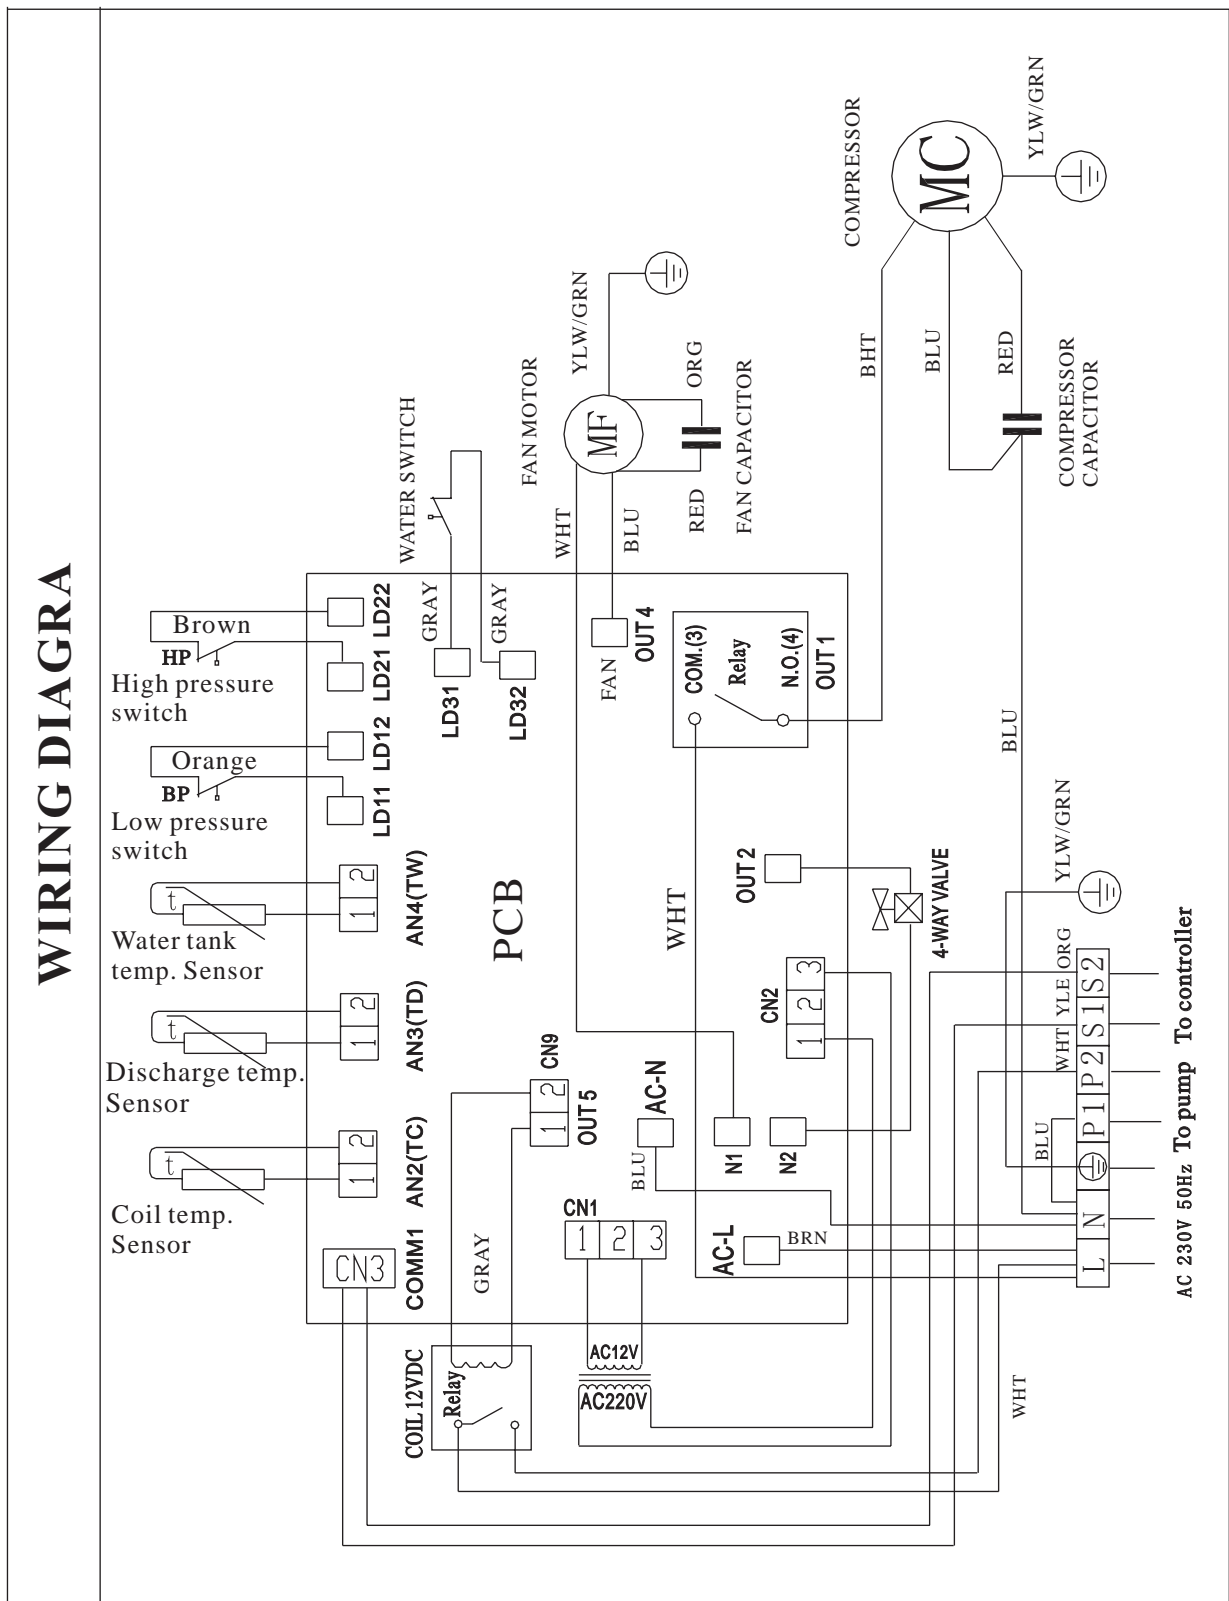 WIRING DIAGRA
Brown
HP
High pressure
switch
Orange
BP
Low pressure
switch
t
Water tank
temp. Sensor
t
Discharge temp.
Sensor
t
Coil temp.
Sensor
LD22
LD21
LD12
LD11
1 2
AN4(TW)
1 2
AN3(TD)
1 2
AN2(TC)
CN3
COMM1
PCB
WATER SWITCH
GRAY
GRAY
LD31
LD32
FAN MOTOR
MF
YLW/GRN
WHT
BLU
RED
ORG
FAN CAPACITOR
FAN
OUT 4
COM.(3)
Relay
N.O.(4)
OUT 1
COMPRESSOR
MC
YLW/GRN
BHT
BLU
RED
COMPRESSOR
CAPACITOR
BLU
WHT
OUT 2
4-WAY VALVE
CN2
1 2 3
1 2
CN9
OUT 5
GRAY
AC-N
BLU
N1
N2
CN1
1 2 3
AC-L
BRN
COIL 12VDC
Relay
AC12V
AC220V
WHT
YLW/GRN
BLU
WHT
YLE
ORG
L N P1 P2 S1 S2
AC 230V 50Hz
To pump
To controller